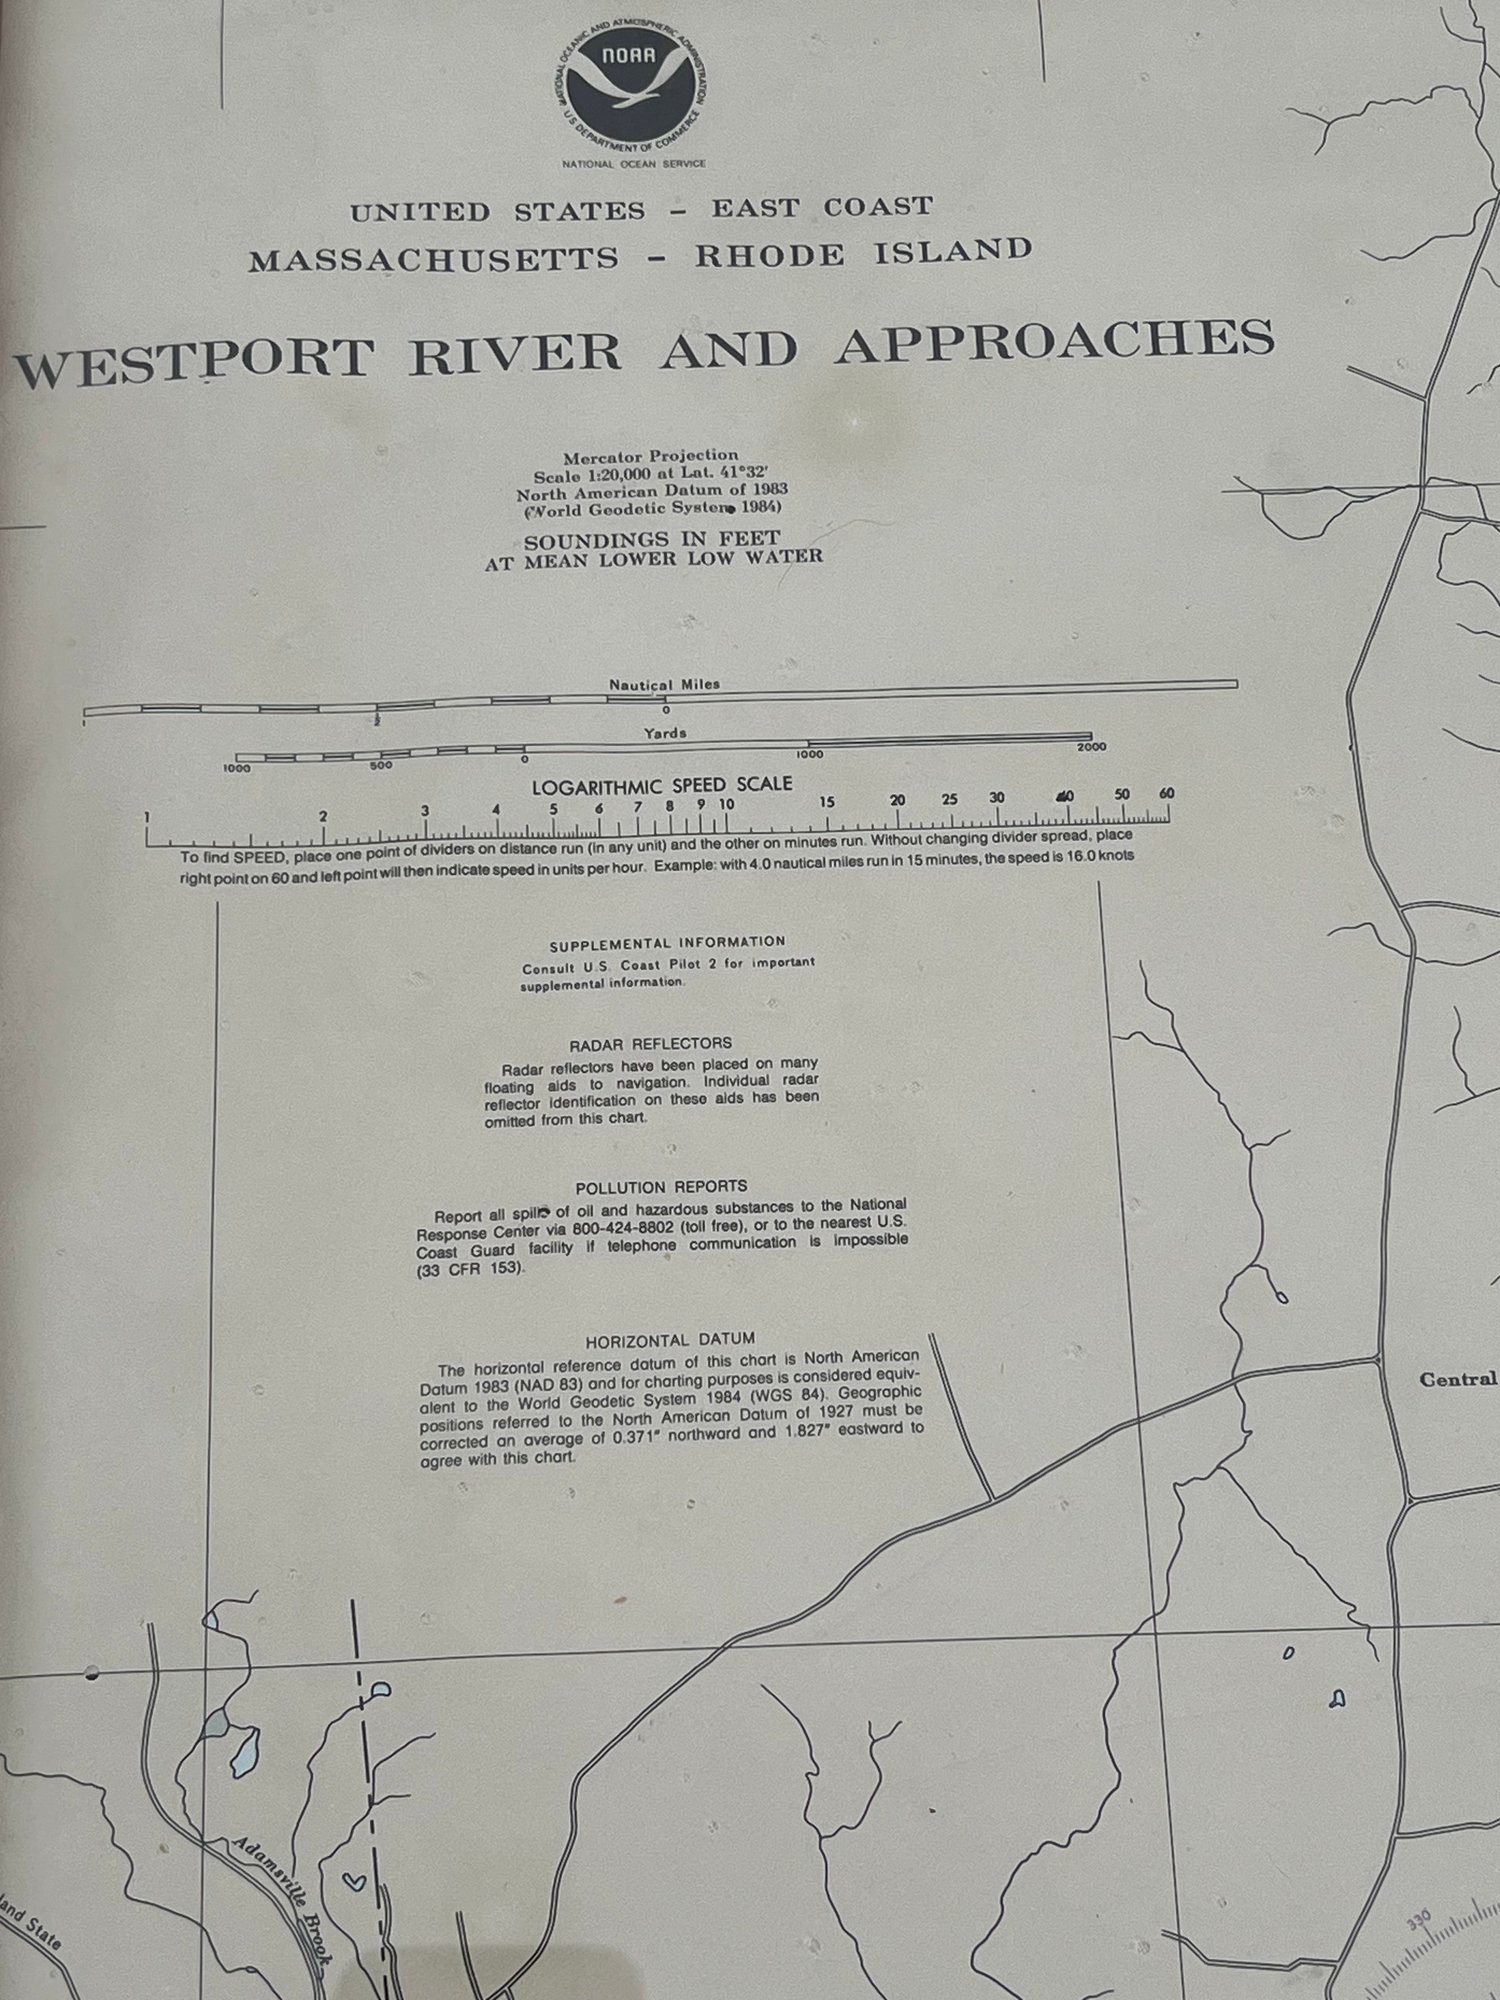 NATIONAL OCEANIC AND ATMOSPHERIC ADMINISTRATION
NOAA
U.S. DEPARTMENT OF COMMERCE
NATIONAL OCEAN SERVICE
UNITED STATES – EAST COAST
MASSACHUSETTS – RHODE ISLAND
WESTPORT RIVER AND APPROACHES
Mercator Projection
Scale 1:20,000 at Lat. 41°32'
North American Datum of 1983
(World Geodetic System 1984)
SOUNDINGS IN FEET
AT MEAN LOWER LOW WATER
Nautical Miles
1 ½ 0
Yards
1000 500 0 1000 2000
LOGARITHMIC SPEED SCALE
1 2 3 4 5 6 7 8 9 10 15 20 25 30 40 50 60
To find SPEED, place one point of dividers on distance run (in any unit) and the other on minutes run. Without changing divider spread, place
right point on 60 and left point will then indicate speed in units per hour. Example: with 4.0 nautical miles run in 15 minutes, the speed is 16.0 knots
SUPPLEMENTAL INFORMATION
Consult U.S. Coast Pilot 2 for important
supplemental information.
RADAR REFLECTORS
Radar reflectors have been placed on many
floating aids to navigation. Individual radar
reflector identification on these aids has been
omitted from this chart.
POLLUTION REPORTS
Report all spills of oil and hazardous substances to the National
Response Center via 800-424-8802 (toll free), or to the nearest U.S.
Coast Guard facility if telephone communication is impossible
(33 CFR 153).
HORIZONTAL DATUM
The horizontal reference datum of this chart is North American
Datum 1983 (NAD 83) and for charting purposes is considered equiv-
alent to the World Geodetic System 1984 (WGS 84). Geographic
positions referred to the North American Datum of 1927 must be
corrected an average of 0.371" northward and 1.827" eastward to
agree with this chart.
Central
Adamsville Brook
land State
330